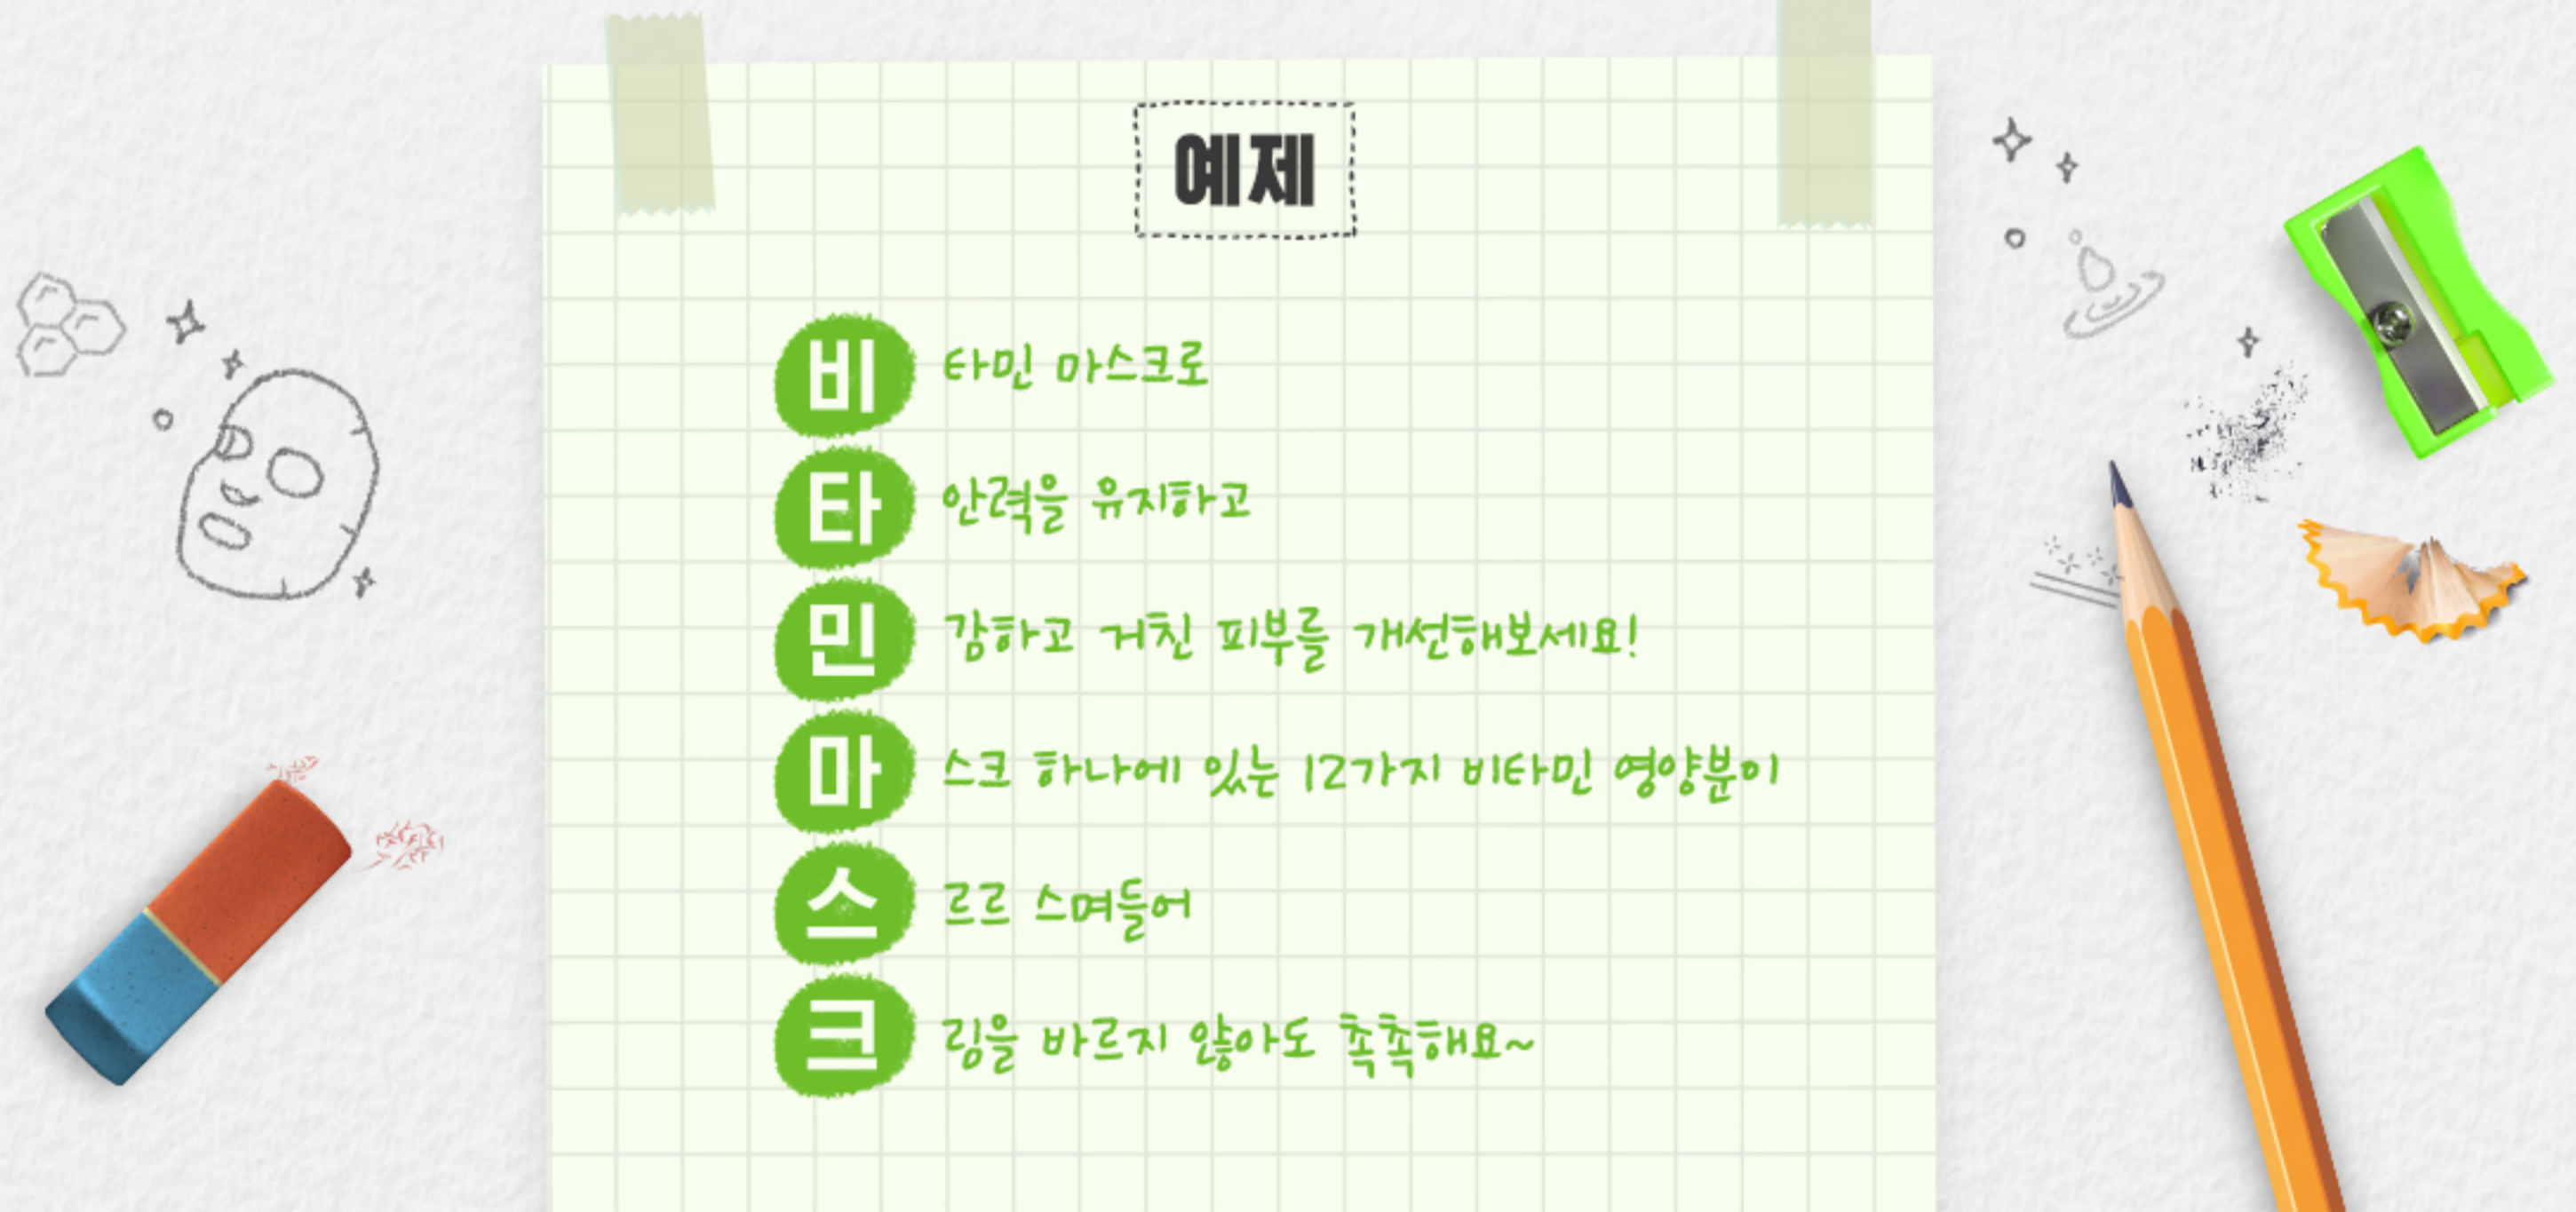 예제
비타민 마스크로
타안력을 유지하고
민감하고 거친 피부를 개선해보세요!
마스크 하나에 있는 12가지 비타민 영양분이
스르르 스며들어
크림을 바르지 않아도 촉촉해요~